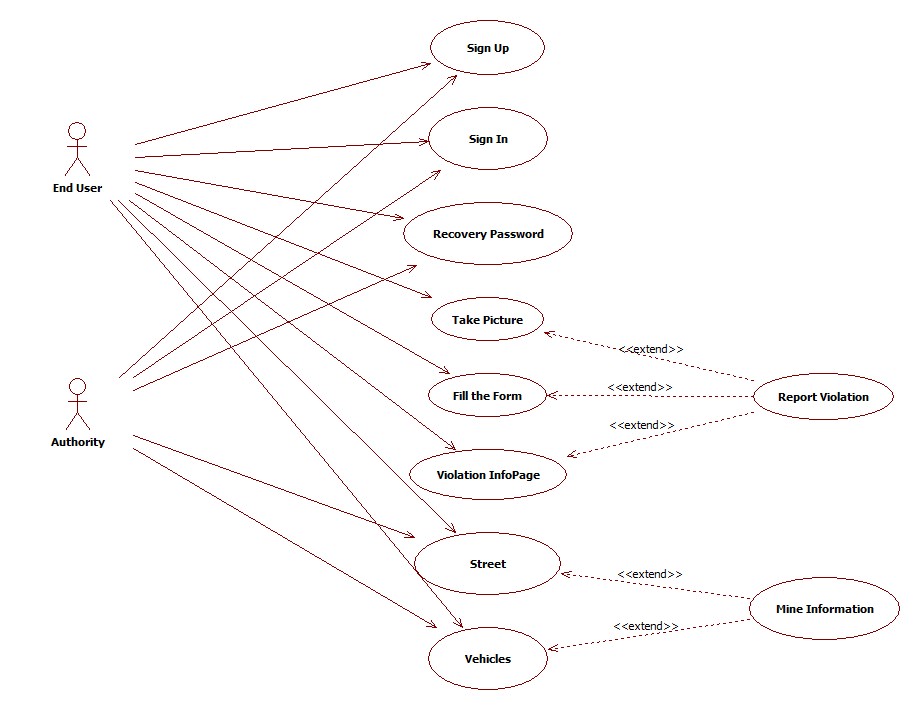 Sign Up
Sign In
End User
Recovery Password
Take Picture
<<extend>>
<<extend>>
Fill the Form
Report Violation
<<extend>>
Authority
Violation InfoPage
Street
<<extend>>
Mine Information
<<extend>>
Vehicles